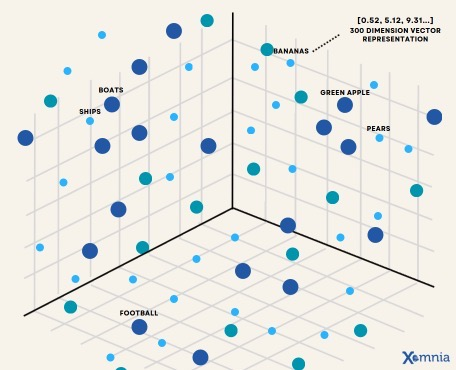 [0.52, 5.12, 9.31...]
300 DIMENSION VECTOR
REPRESENTATION
BANANAS
BOATS
GREEN APPLE
SHIPS
PEARS
FOOTBALL
Xomnia